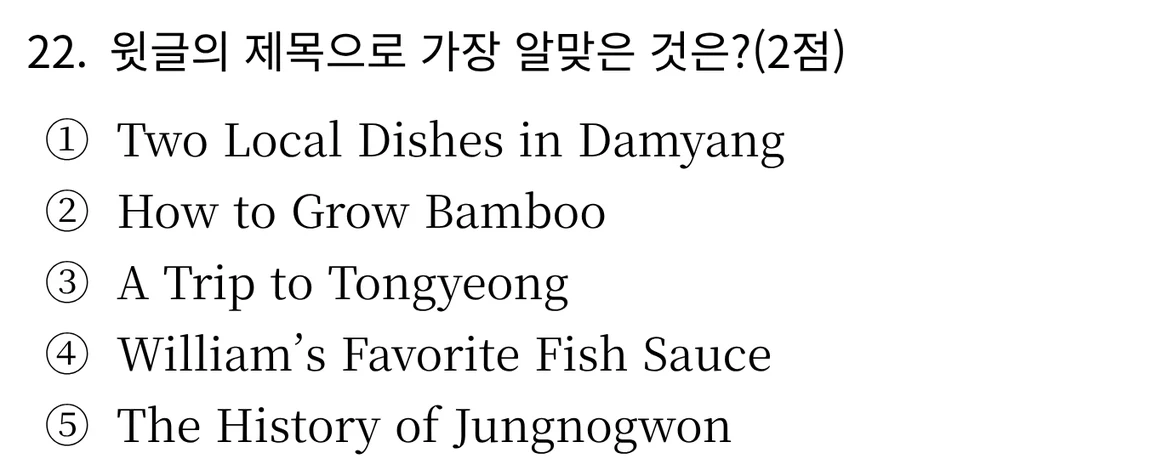 22. 윗글의 제목으로 가장 알맞은 것은?(2점)
① Two Local Dishes in Damyang
② How to Grow Bamboo
③ A Trip to Tongyeong
④ William’s Favorite Fish Sauce
⑤ The History of Jungnogwon